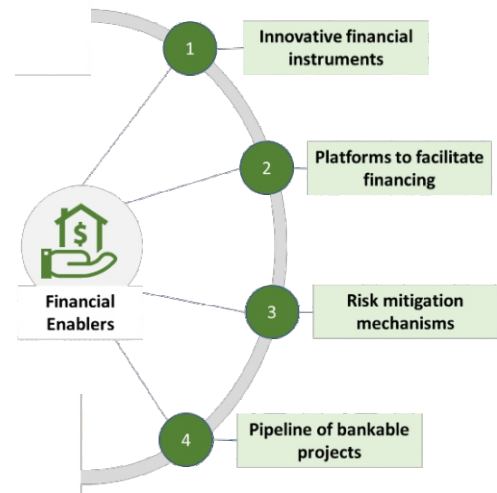 1
Innovative financial
instruments
2
Platforms to facilitate
financing
$
Financial
Enablers
3
Risk mitigation
mechanisms
4
Pipeline of bankable
projects